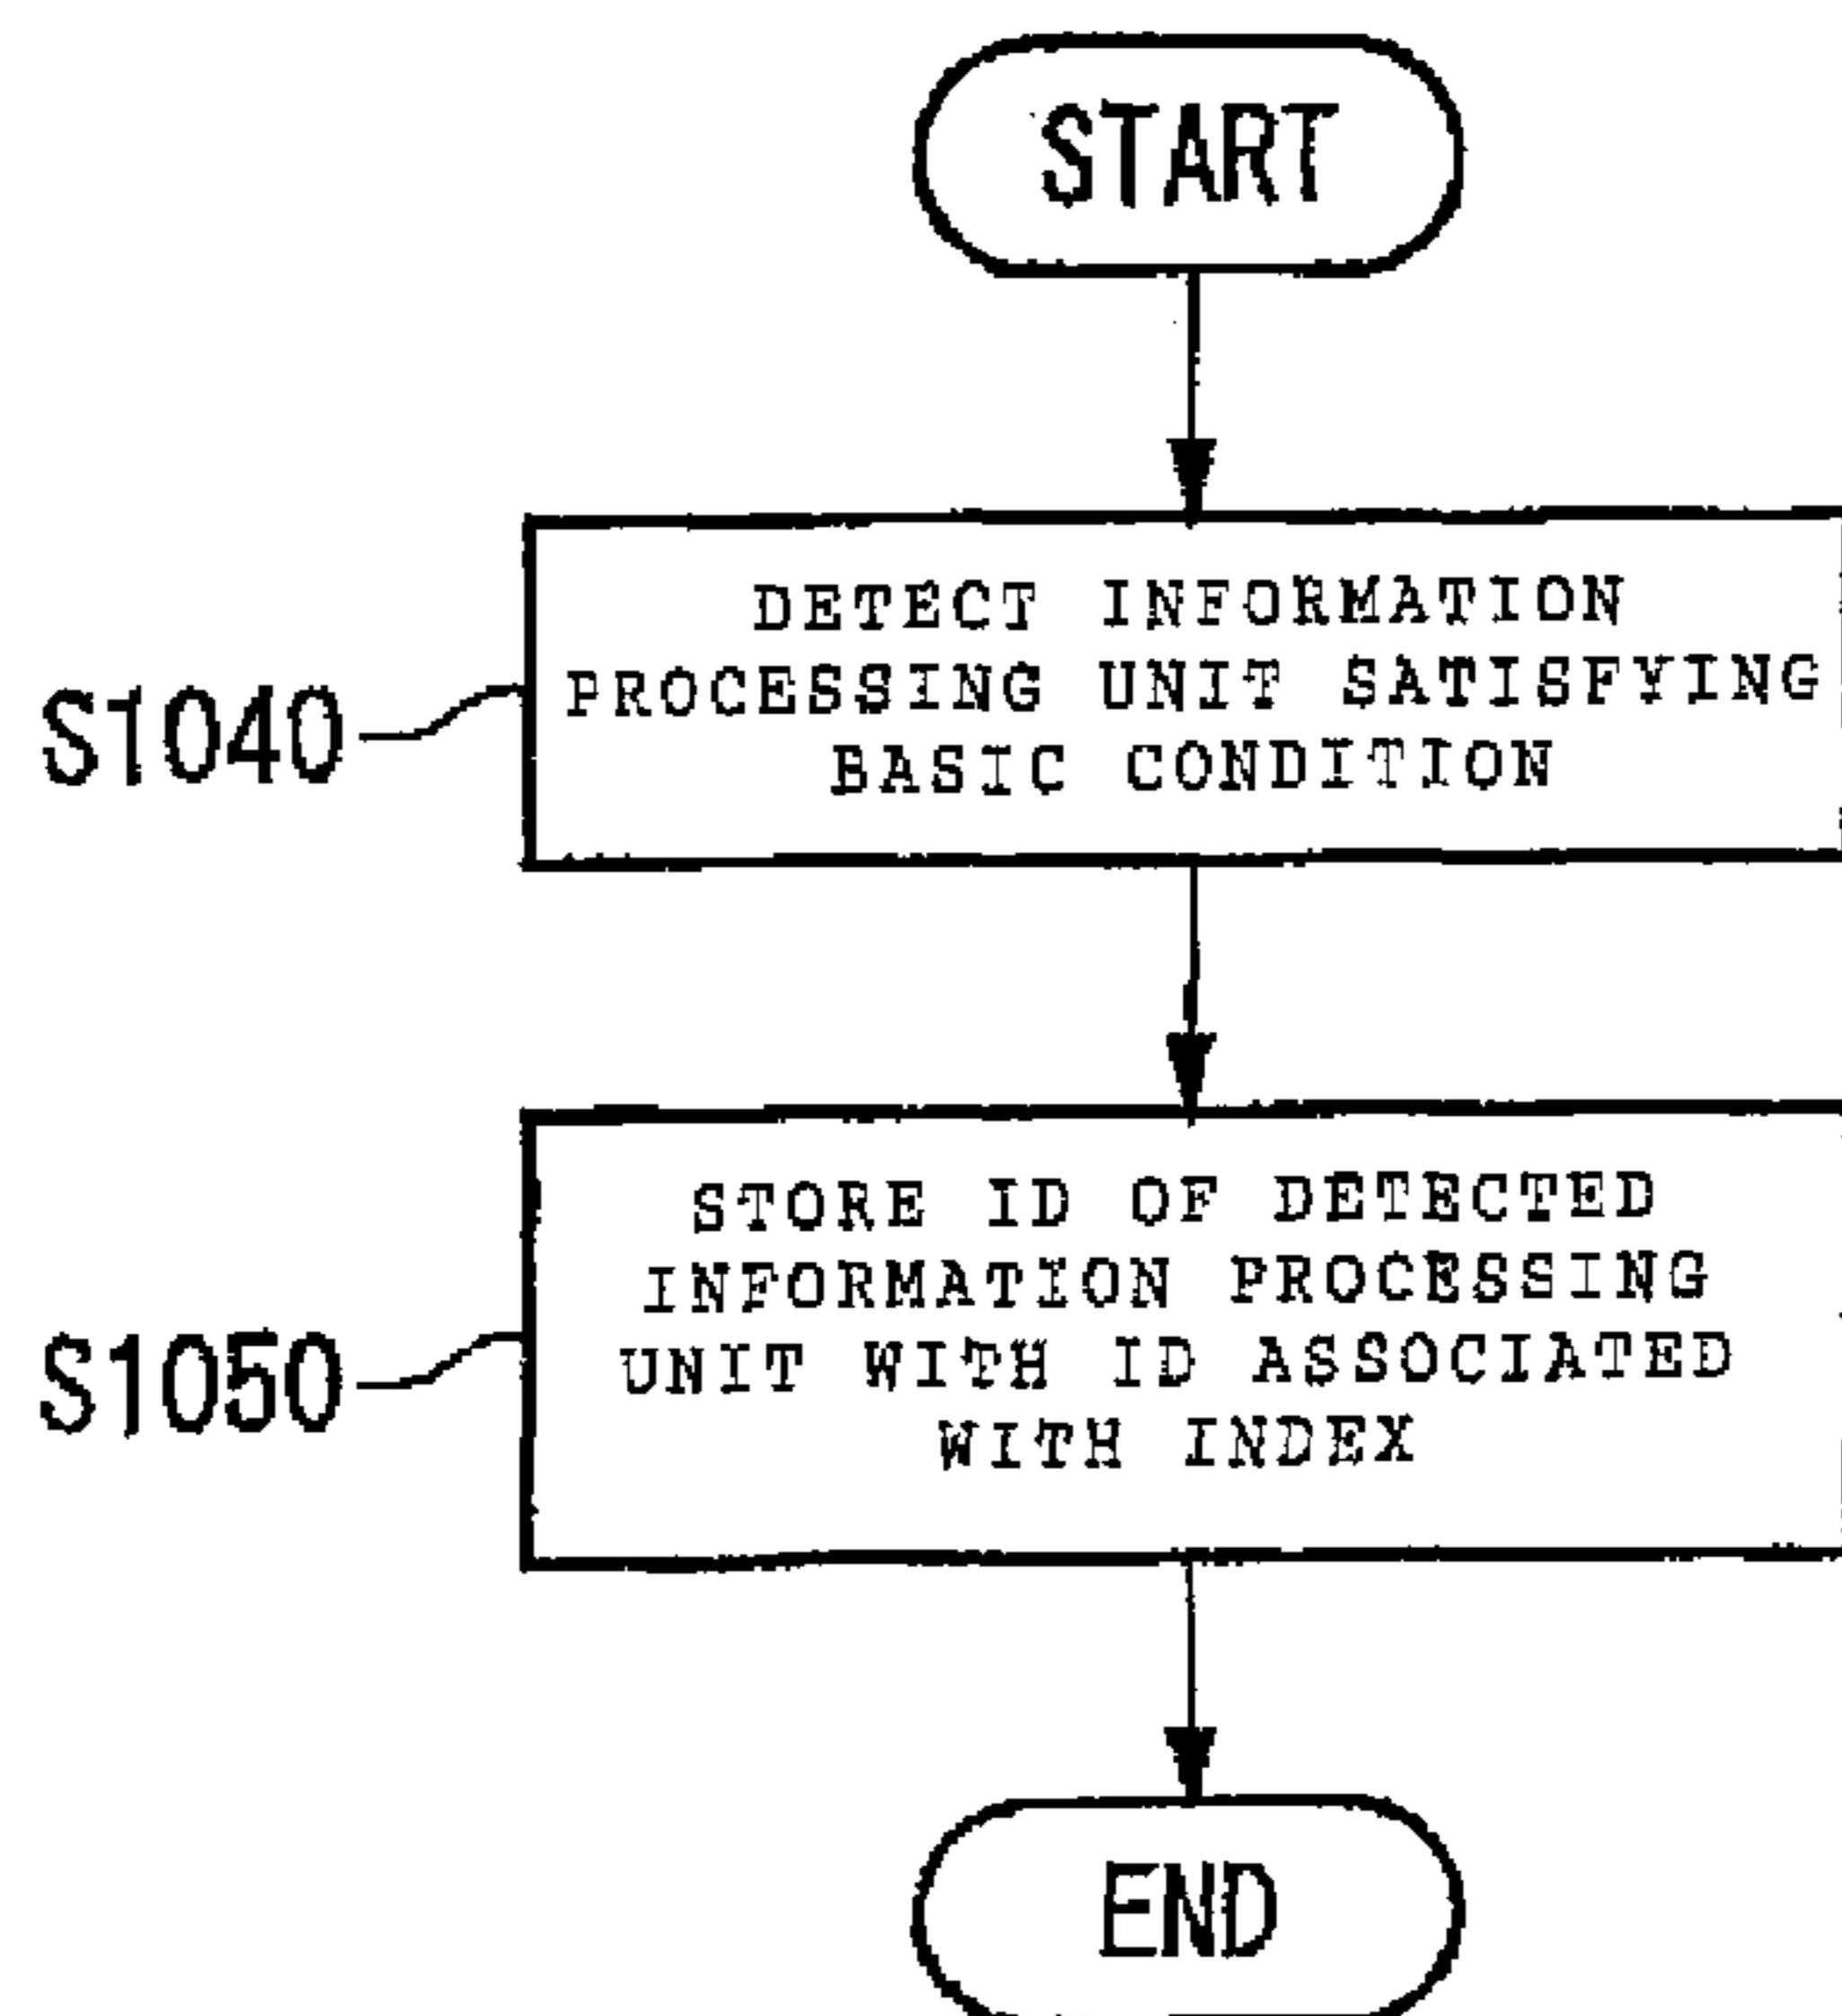 START
DETECT INFORMATION
PROCESSING UNIT SATISFYING
BASIC CONDITION
S1040
STORE ID OF DETECTED
INFORMATION PROCESSING
UNIT WITH ID ASSOCIATED
WITH INDEX
S1050
END